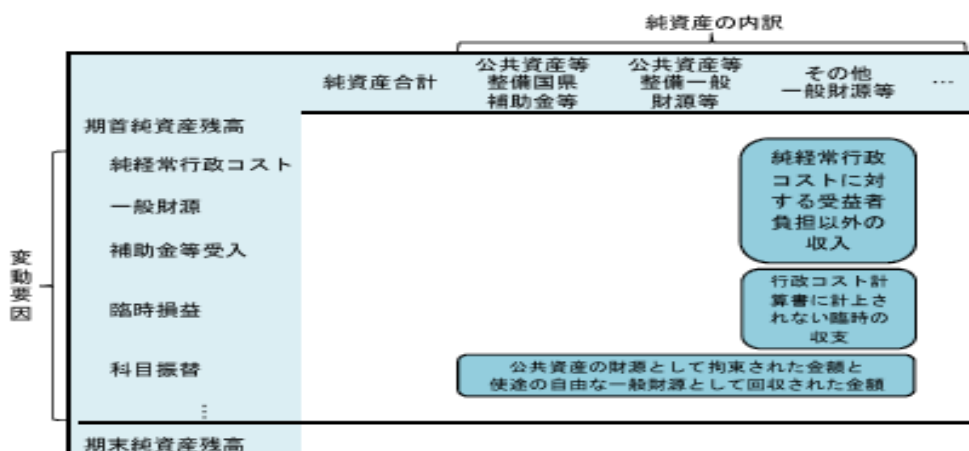 純資産の内訳
純資産合計
公共資産等
整備国県
補助金等
公共資産等
整備一般
財源等
その他
一般財源等
…
期首純資産残高
変動要因
純経常行政コスト
一般財源
補助金等受入
臨時損益
科目振替
…
純経常行政
コストに対
する受益者
負担以外の
収入
行政コスト計
算書に計上さ
れない臨時の
収支
公共資産の財源として拘束された金額と
使途の自由な一般財源として回収された金額
期末純資産残高